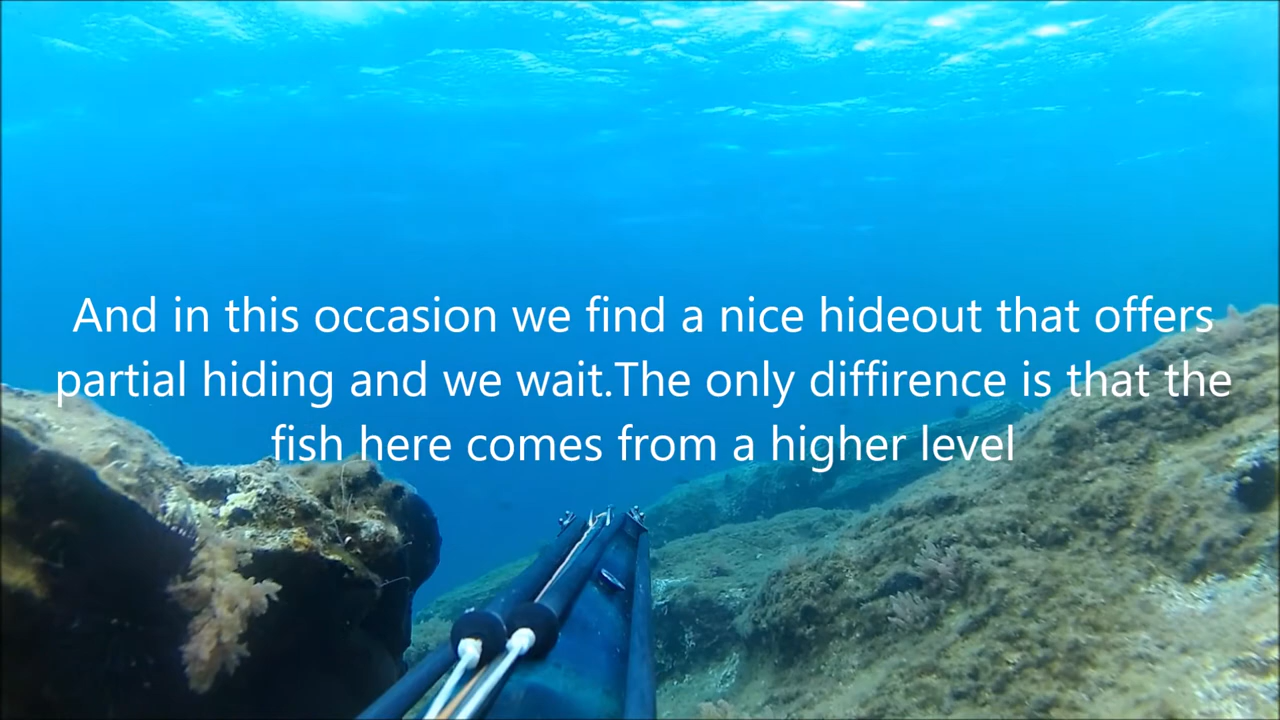 And in this occasion we find a nice hideout that offers
partial hiding and we wait.The only diffirence is that the
fish here comes from a higher level